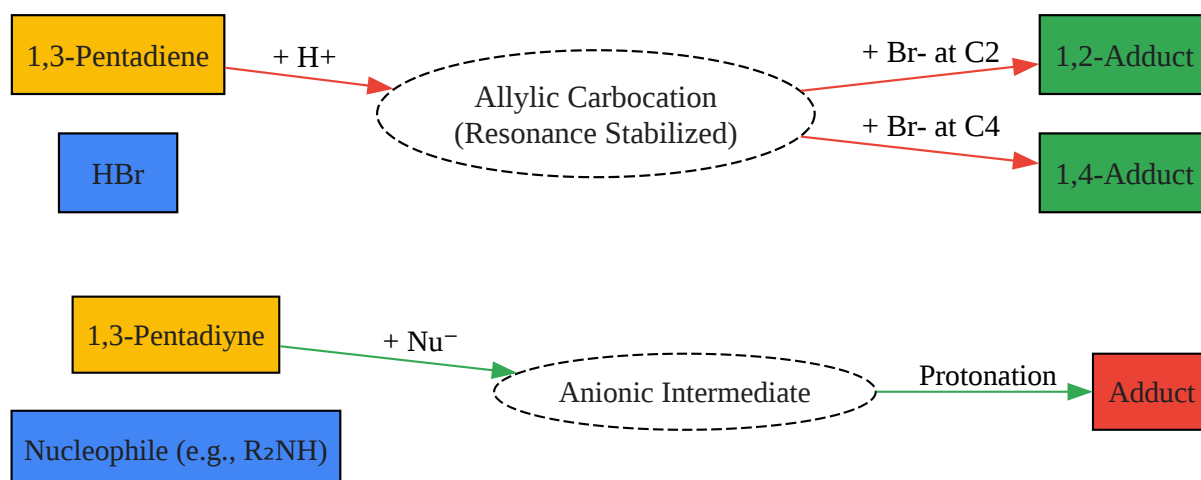 1,3-Pentadiene
+ H+
HBr
Allylic Carbocation
(Resonance Stabilized)
+ Br- at C2
1,2-Adduct
+ Br- at C4
1,4-Adduct
1,3-Pentadiyne
+ Nu⁻
Nucleophile (e.g., R₂NH)
Anionic Intermediate
Protonation
Adduct